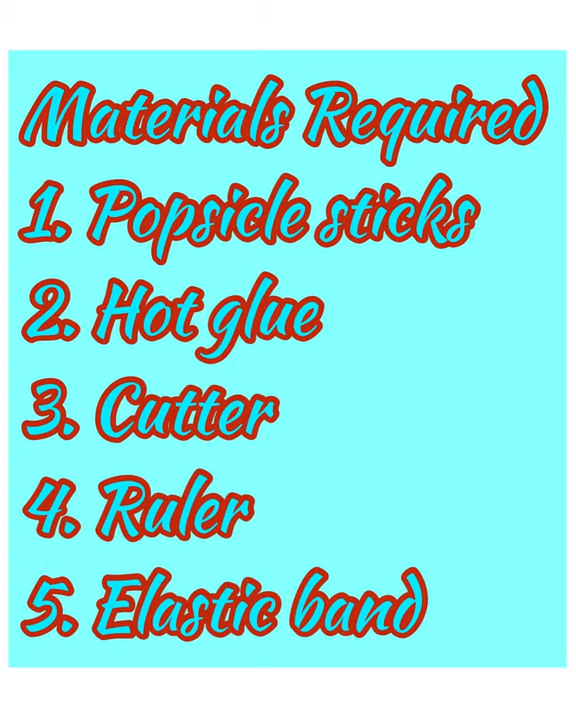 Materials Required
1. Popsicle sticks
2. Hot glue
3. Cutter
4. Ruler
5. Elastic band